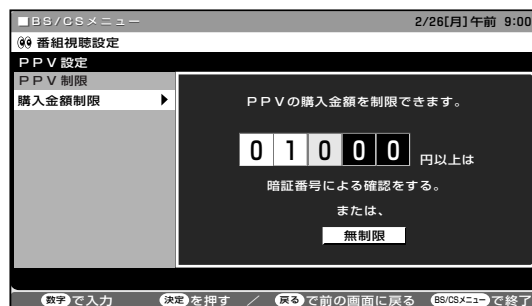 ■BS/CSメニュー 2/26[月]午前 9:00
番組視聴設定
PPV設定
PPV制限
購入金額制限 ▶
PPVの購入金額を制限できます。
01000 円以上は
暗証番号による確認をする。
または、
無制限
数字で入力 決定を押す / 戻るで前の画面に戻る BS/CSメニューで終了